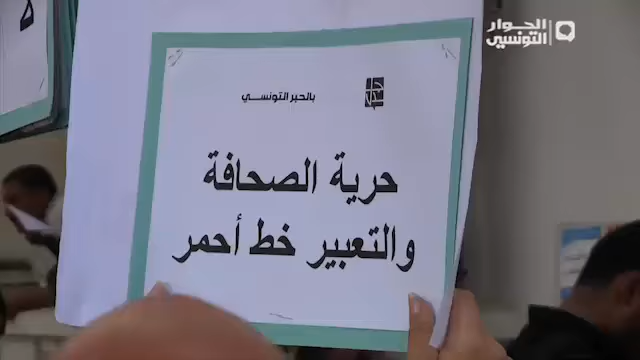 الحوار
التونسي
بالحبر التونسي
حرية الصحافة
والتعبير خط أحمر